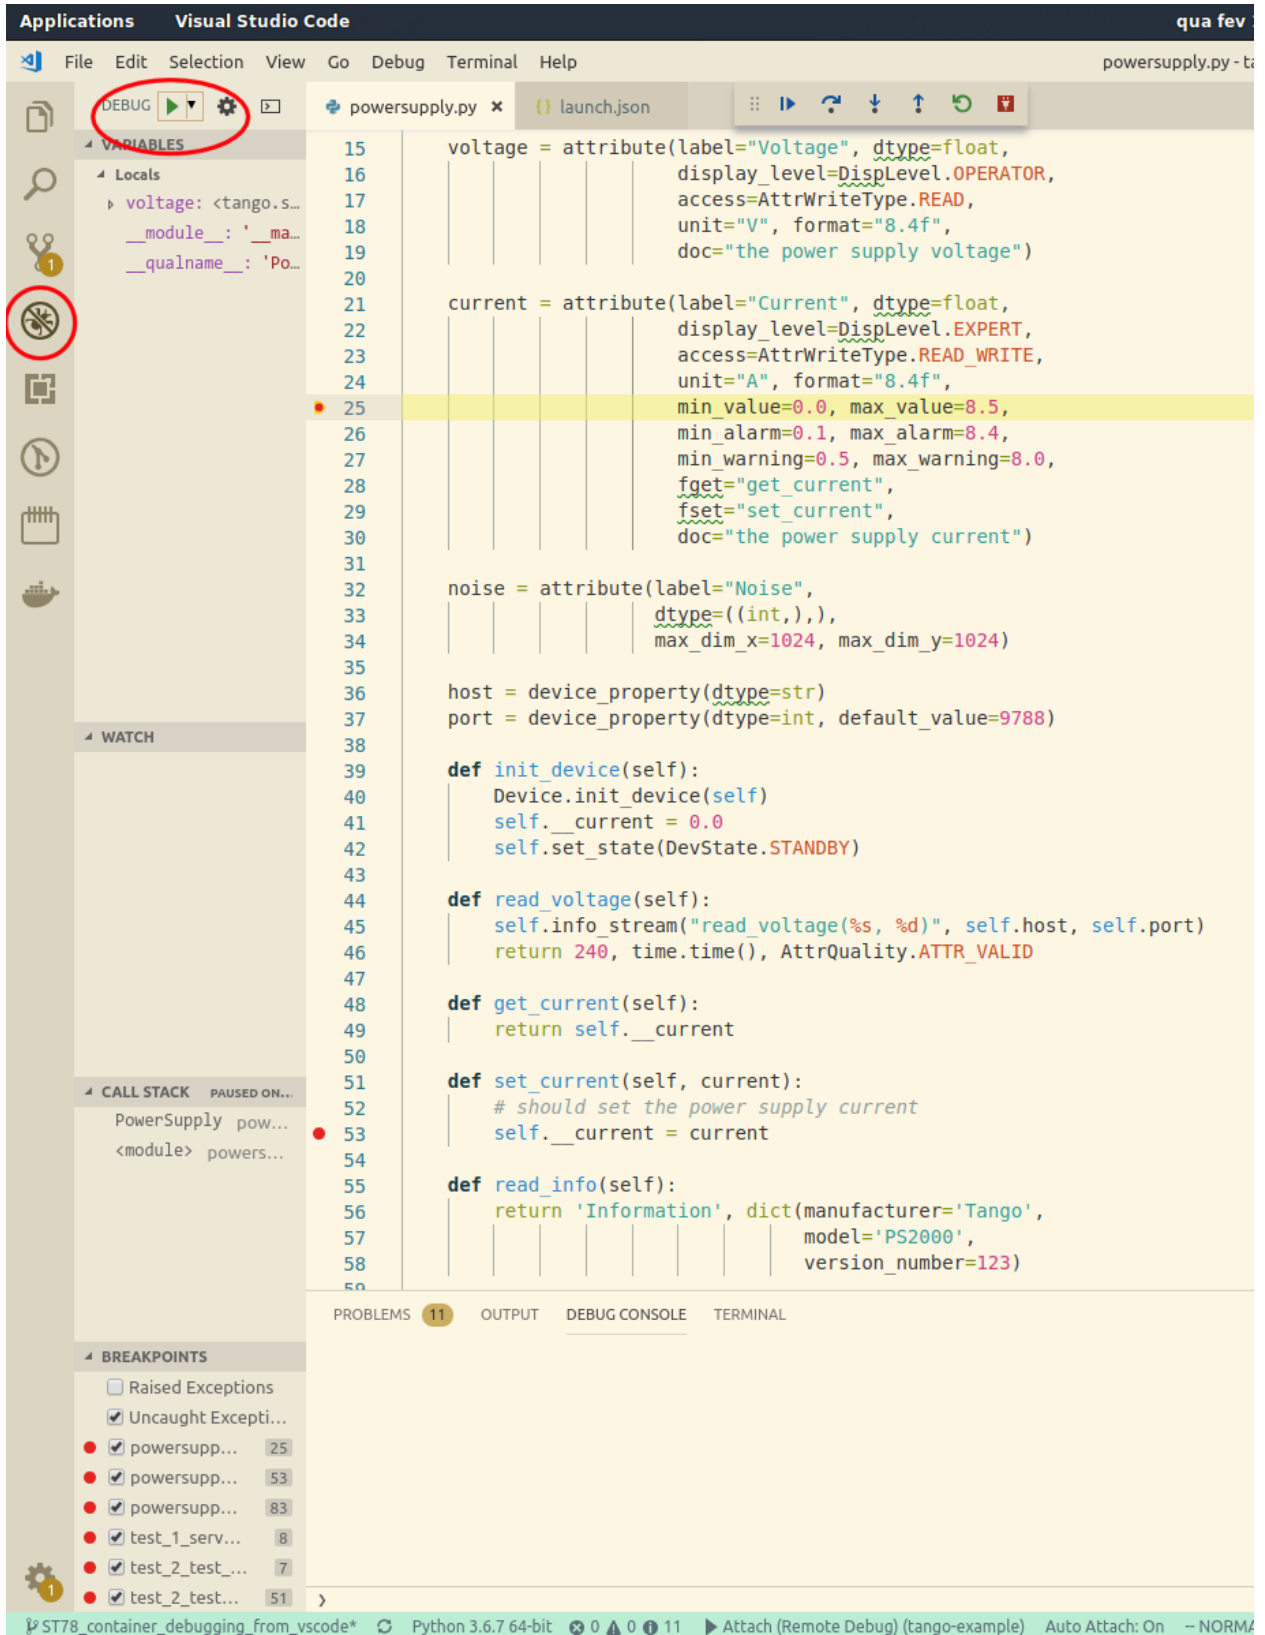 Applications Visual Studio Code qua fev
File Edit Selection View Go Debug Terminal Help powersupply.py - ta
DEBUG
powersupply.py × {} launch.json
VARIABLES
Locals
voltage: <tango.s...
__module__: '__ma...
__qualname__: 'Po...
15 voltage = attribute(label="Voltage", dtype=float,
16 display_level=DispLevel.OPERATOR,
17 access=AttrWriteType.READ,
18 unit="V", format="8.4f",
19 doc="the power supply voltage")
20
21 current = attribute(label="Current", dtype=float,
22 display_level=DispLevel.EXPERT,
23 access=AttrWriteType.READ_WRITE,
24 unit="A", format="8.4f",
25 min_value=0.0, max_value=8.5,
26 min_alarm=0.1, max_alarm=8.4,
27 min_warning=0.5, max_warning=8.0,
28 fget="get_current",
29 fset="set_current",
30 doc="the power supply current")
31
32 noise = attribute(label="Noise",
33 dtype=((int,),),
34 max_dim_x=1024, max_dim_y=1024)
35
36 host = device_property(dtype=str)
37 port = device_property(dtype=int, default_value=9788)
38
39 def init_device(self):
40 Device.init_device(self)
41 self.__current = 0.0
42 self.set_state(DevState.STANDBY)
43
44 def read_voltage(self):
45 self.info_stream("read_voltage(%s, %d)", self.host, self.port)
46 return 240, time.time(), AttrQuality.ATTR_VALID
47
48 def get_current(self):
49 return self.__current
50
51 def set_current(self, current):
52 # should set the power supply current
53 self.__current = current
54
55 def read_info(self):
56 return 'Information', dict(manufacturer='Tango',
57 model='PS2000',
58 version_number=123)
59
1
WATCH
CALL STACK PAUSED ON...
PowerSupply pow...
<module> powers...
BREAKPOINTS
Raised Exceptions
Uncaught Excepti...
powersupp... 25
powersupp... 53
powersupp... 83
test_1_serv... 8
test_2_test_... 7
test_2_test... 51
1
PROBLEMS 11 OUTPUT DEBUG CONSOLE TERMINAL
ST78_container_debugging_from_vscode* Python 3.6.7 64-bit 0 0 11 Attach (Remote Debug) (tango-example) Auto Attach: On -- NORMA